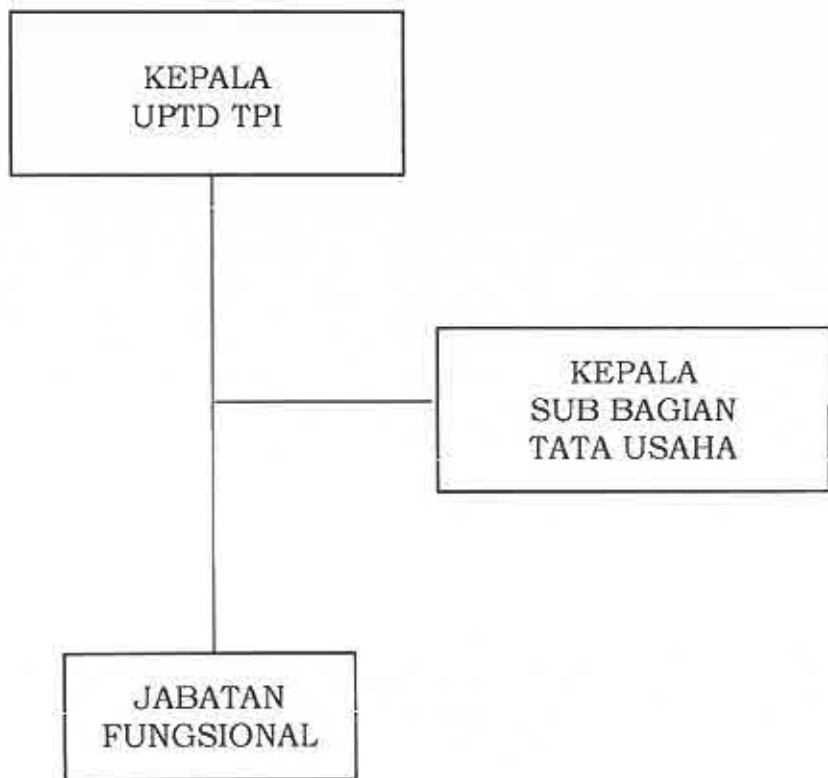 KEPALA
UPTD TPI
KEPALA
SUB BAGIAN
TATA USAHA
JABATAN
FUNGSIONAL